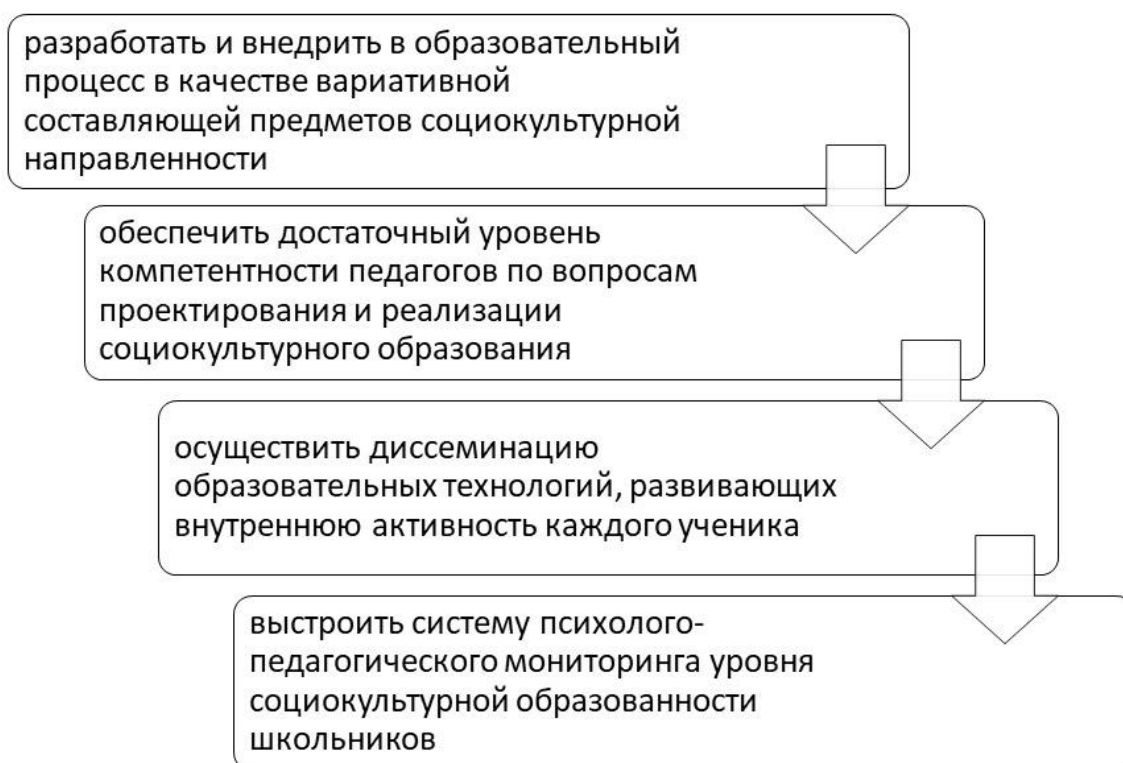 разработать и внедрить в образовательный
процесс в качестве вариативной
составляющей предметов социокультурной
направленности
обеспечить достаточный уровень
компетентности педагогов по вопросам
проектирования и реализации
социокультурного образования
осуществить диссеминацию
образовательных технологий, развивающих
внутреннюю активность каждого ученика
выстроить систему психолого-
педагогического мониторинга уровня
социокультурной образованности
школьников